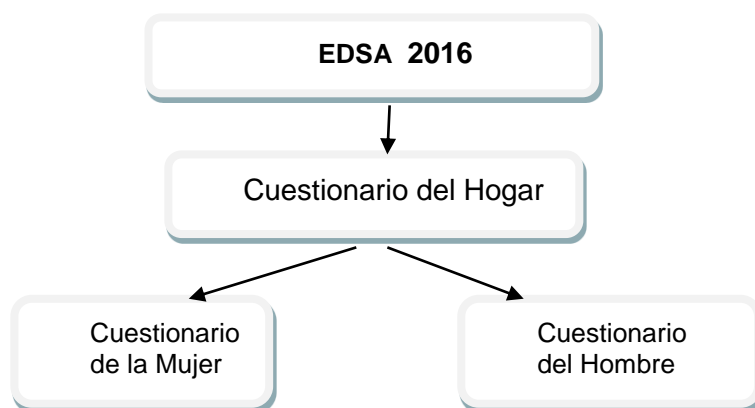 EDSA 2016
Cuestionario del Hogar
Cuestionario
de la Mujer
Cuestionario
del Hombre